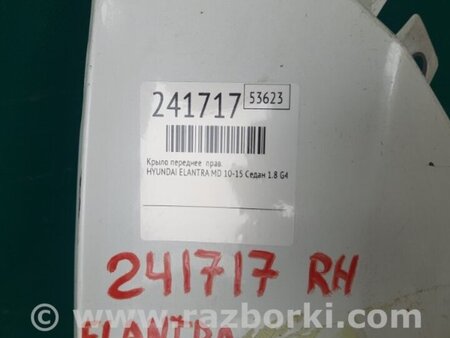 241717 53623
Крыло переднее прав.
HYUNDAI ELANTRA MD 10-15 Седан 1.8 G4
241717 RH
ELANTRA
www.razborki.com